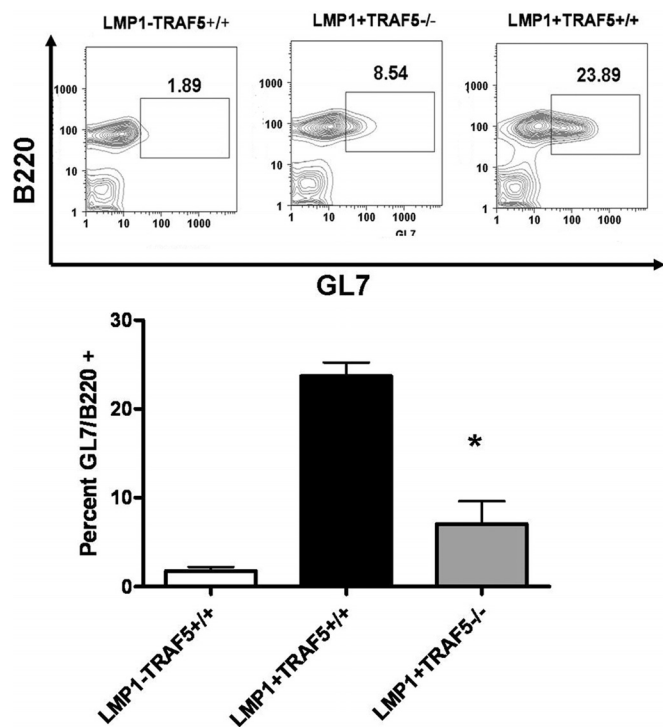 LMP1-TRAF5+/+ LMP1+TRAF5-/- LMP1+TRAF5+/+
1.89 8.54 23.89
1000 1000 1000
100 100 100
10 10 10
1 1 1
1 10 100 1000 1 10 100 1000 1 10 100 1000
GL7
B220
GL7
30
20
10
0
Percent GL7/B220 +
*
LMP1-TRAF5+/+
LMP1+TRAF5+/+
LMP1+TRAF5-/-